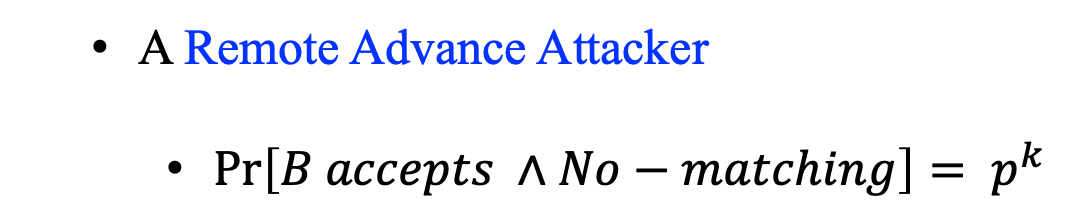 • A Remote Advance Attacker
• Pr[B accepts ∧ No − matching] = p^k